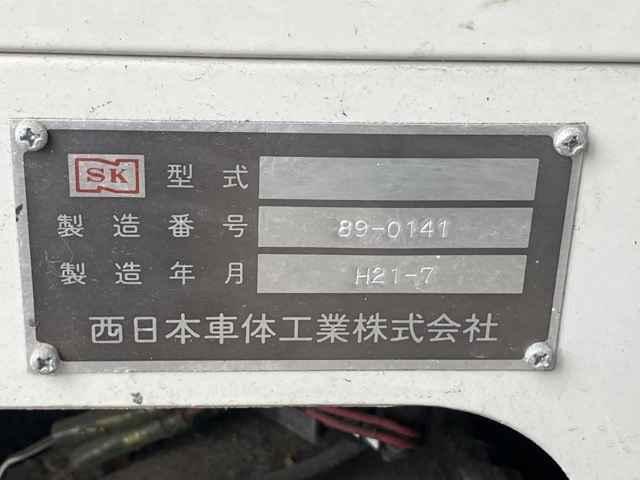 SK 型式
製造番号 89-0141
製造年月 H21-7
西日本車体工業株式会社